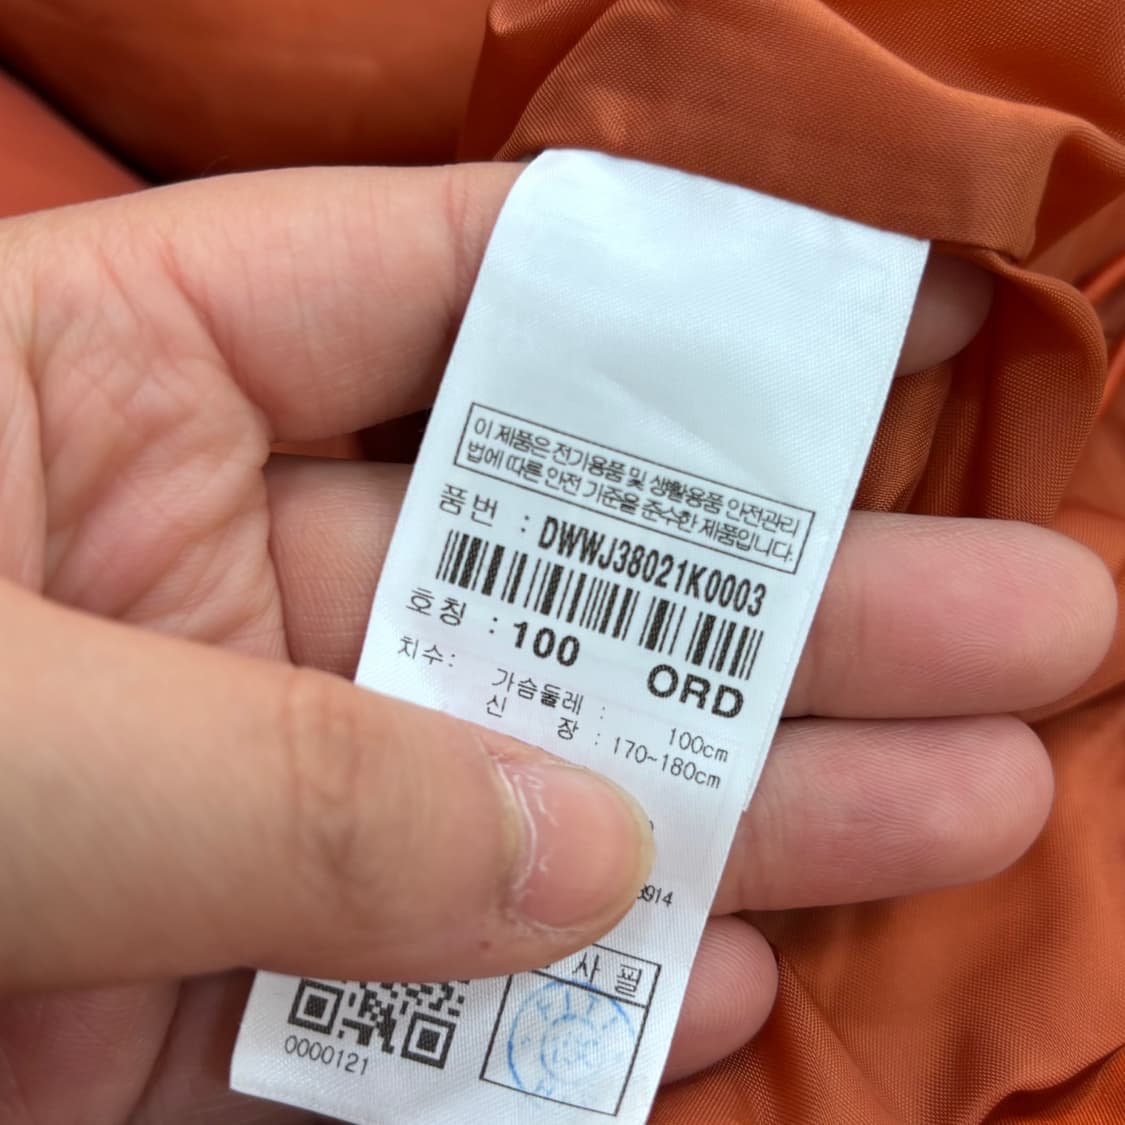 이 제품은 전기용품 및 생활용품 안전관리
법에 따른 안전 기준을 준수한 제품입니다.
품번 : DWWJ38021K0003
호칭 : 100 ORD
치수:
가슴둘레 : 100cm
신 장 : 170~180cm
3914
사 필
0000121